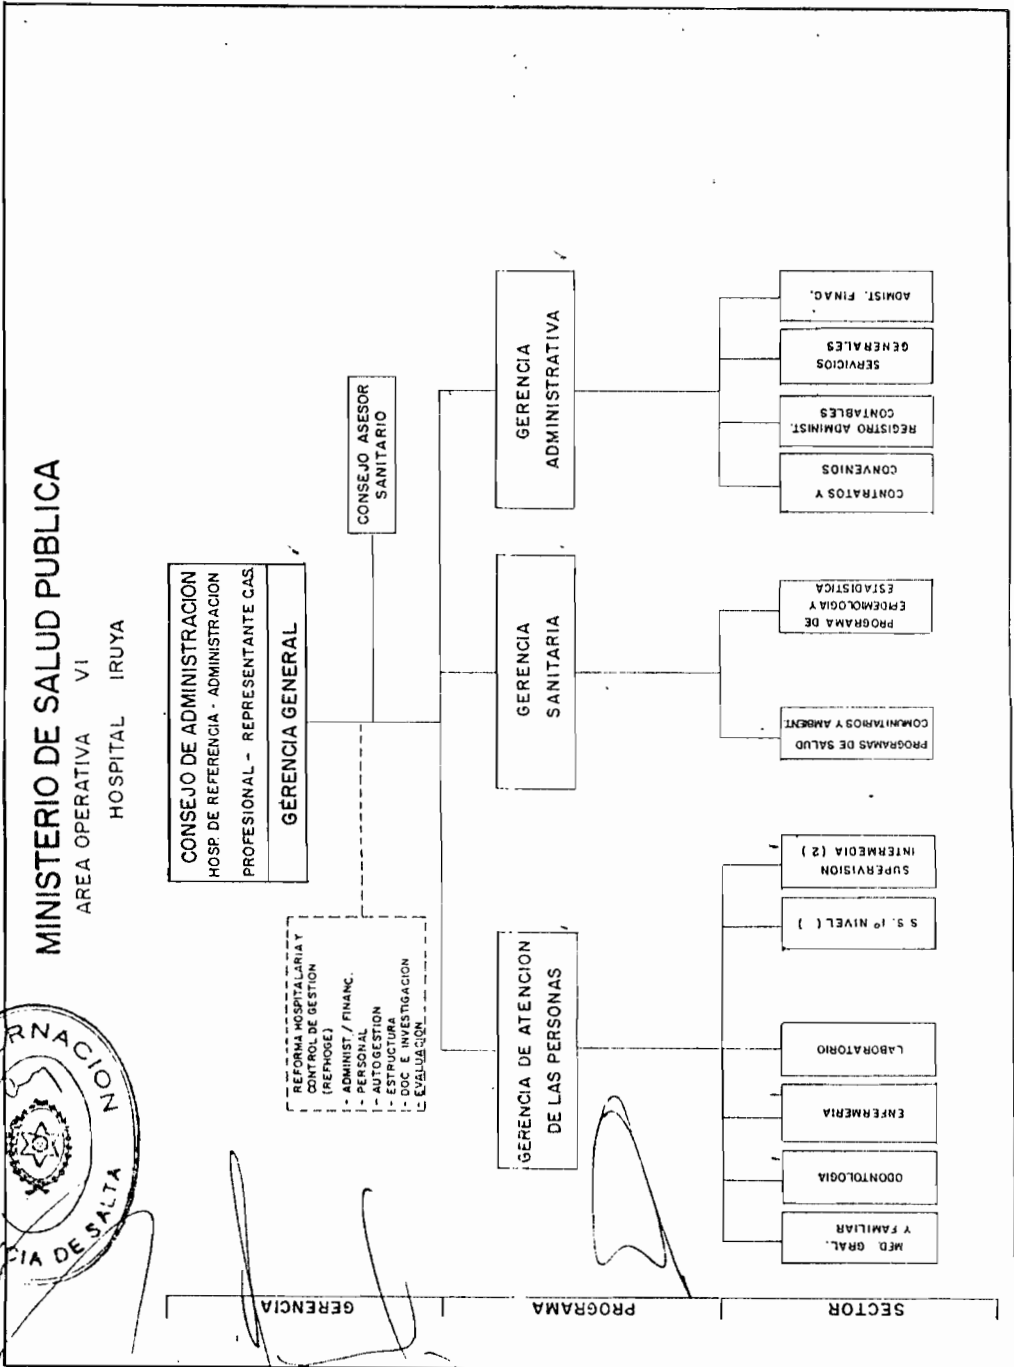 MINISTERIO DE SALUD PUBLICA
AREA OPERATIVA VI
HOSPITAL IRUYA
RNACION
CIA DE SALTA
CONSEJO DE ADMINISTRACION
HOSP. DE REFERENCIA - ADMINISTRACION
PROFESIONAL - REPRESENTANTE CAS.
GERENCIA GENERAL
CONSEJO ASESOR
SANITARIO
REFORMA HOSPITALARIA Y
CONTROL DE GESTION
(REFHOGE)
- ADMINIST / FINANC.
- PERSONAL
- AUTOGESTION
- ESTRUCTURA
- DOC E INVESTIGACION
- EVALUACION
GERENCIA DE ATENCION
DE LAS PERSONAS
GERENCIA
SANITARIA
GERENCIA
ADMINISTRATIVA
MED. GRAL.
Y FAMILIAR
ODONTOLOGIA
ENFERMERIA
LABORATORIO
S. S. 1º NIVEL ( )
SUPERVISION
INTERMEDIA (2)
PROGRAMAS DE SALUD
COMUNITARIOS Y AMBENT.
PROGRAMA DE
EPIDEMOLOGIA Y
ESTADISTICA
CONTRATOS Y
CONVENIOS
REGISTRO ADMINIST.
CONTABLES
SERVICIOS
GENERALES
ADMIST. FINAC.
GERENCIA
PROGRAMA
SECTOR